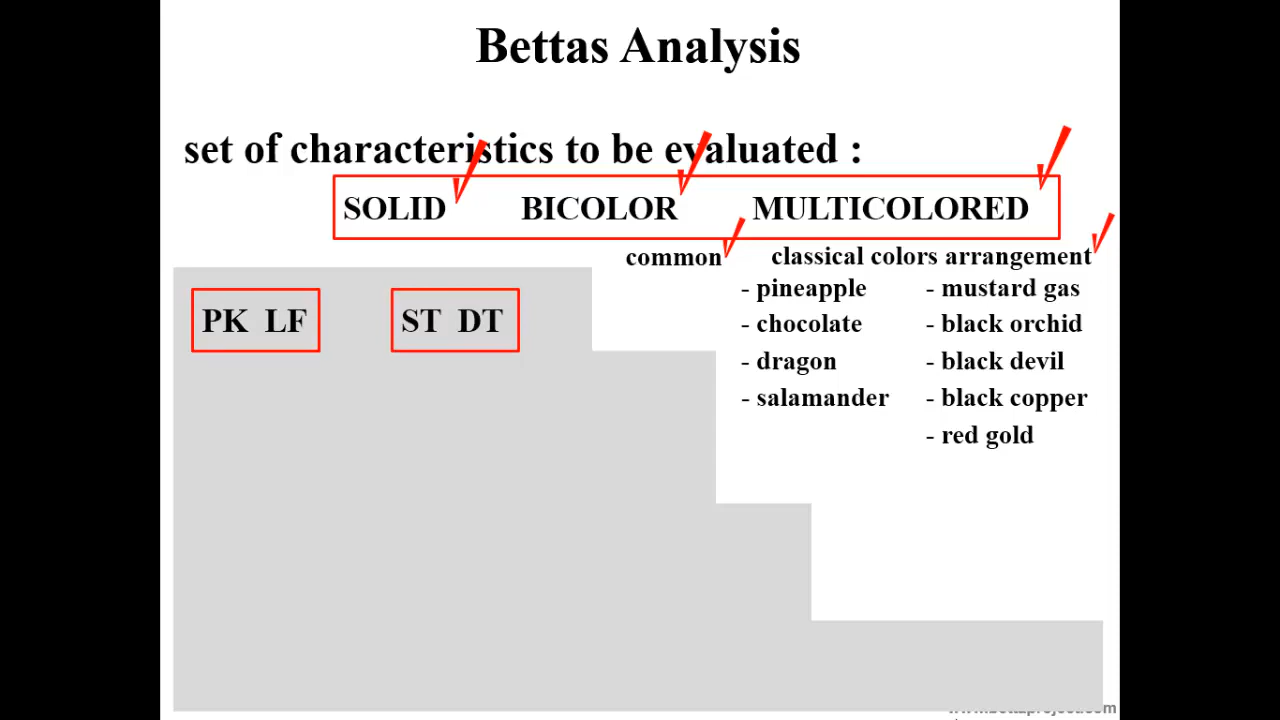 Bettas Analysis
set of characteristics to be evaluated :
SOLID BICOLOR MULTICOLORED
common classical colors arrangement
- pineapple - mustard gas
- chocolate - black orchid
- dragon - black devil
- salamander - black copper
- red gold
PK LF ST DT